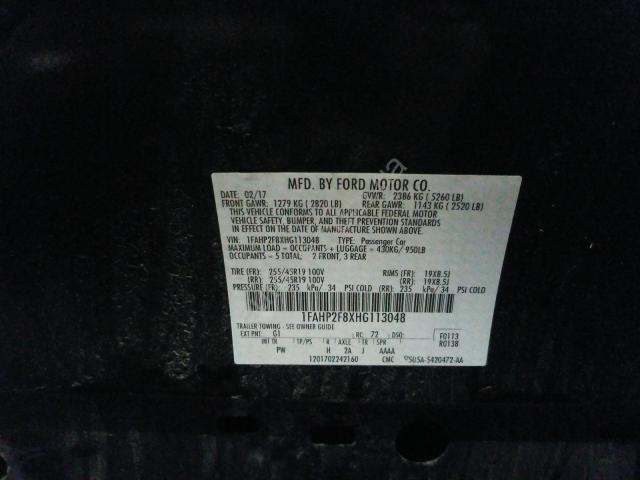 MFD. BY FORD MOTOR CO.
DATE: 02/17 GVWR: 2386 KG ( 5260 LB)
FRONT GAWR: 1279 KG ( 2820 LB) REAR GAWR: 1143 KG ( 2520 LB)
THIS VEHICLE CONFORMS TO ALL APPLICABLE FEDERAL MOTOR
VEHICLE SAFETY, BUMPER, AND THEFT PREVENTION STANDARDS
IN EFFECT ON THE DATE OF MANUFACTURE SHOWN ABOVE.
VIN: 1FAHP2F8XHG113048 TYPE: Passenger Car
MAXIMUM LOAD = OCCUPANTS + LUGGAGE = 430KG/ 950LB
OCCUPANTS = 5 TOTAL; 2 FRONT, 3 REAR
TIRE (FR): 255/45R19 100V RIMS (FR): 19X8.5J
(RR): 255/45R19 100V (RR): 19X8.5J
PRESSURE (FR): 235 kPa/ 34 PSI COLD (RR): 235 kPa/ 34 PSI COLD
1FAHP2F8XHG113048
TRAILER TOWING - SEE OWNER GUIDE
EXT PNT: G1 RC: 72 DSO: F0113
INT TR TP/PS R AXLE TR SPR R0138
PW H 2A J AAAA
1201702242160 CMC 5U5A-5420472-AA